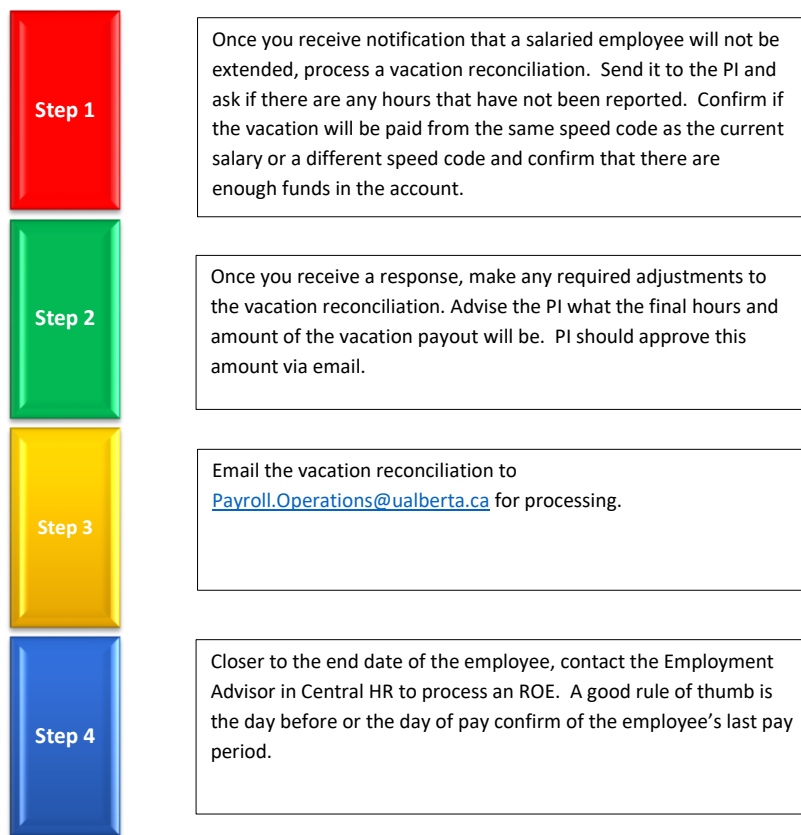 Step 1
Once you receive notification that a salaried employee will not be
extended, process a vacation reconciliation.  Send it to the PI and
ask if there are any hours that have not been reported.  Confirm if
the vacation will be paid from the same speed code as the current
salary or a different speed code and confirm that there are
enough funds in the account.
Step 2
Once you receive a response, make any required adjustments to
the vacation reconciliation. Advise the PI what the final hours and
amount of the vacation payout will be.  PI should approve this
amount via email.
Step 3
Email the vacation reconciliation to
Payroll.Operations@ualberta.ca for processing.
Step 4
Closer to the end date of the employee, contact the Employment
Advisor in Central HR to process an ROE.  A good rule of thumb is
the day before or the day of pay confirm of the employee’s last pay
period.